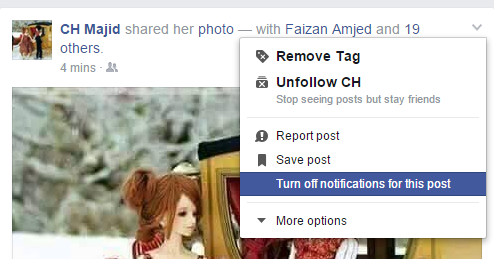 CH Majid shared her photo — with Faizan Amjed and 19
others.
4 mins ·
Remove Tag
Unfollow CH
Stop seeing posts but stay friends
Report post
Save post
Turn off notifications for this post
More options